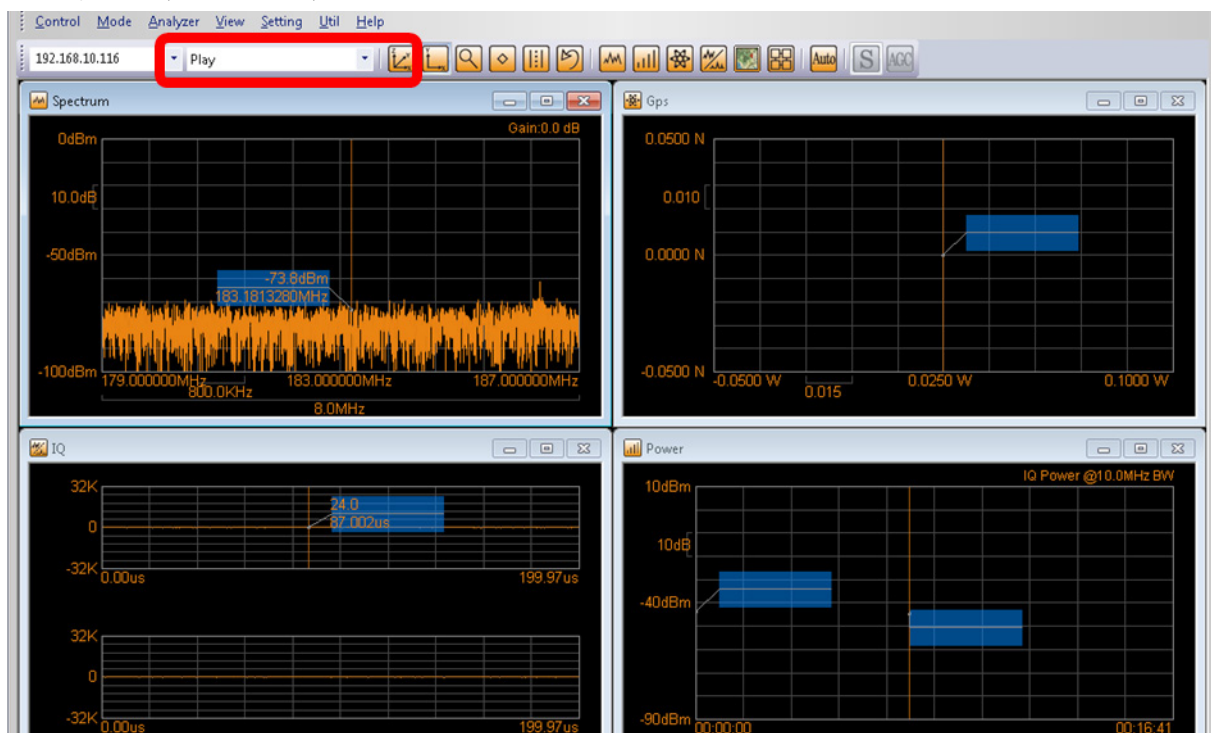 Control Mode Analyzer View Setting Util Help
192.168.10.116 Play Auto S AGC
Spectrum
Gain:0.0 dB
0dBm
10.0dB
-50dBm
-73.8dBm
183.1813280MHz
-100dBm
179.000000MHz 183.000000MHz 187.000000MHz
800.0KHz
8.0MHz
Gps
0.0500 N
0.010
0.0000 N
-0.0500 N
-0.0500 W 0.0250 W 0.1000 W
0.015
IQ
32K
24.0
0
87.002us
-32K
0.00us 199.97us
32K
0
-32K
0.00us 199.97us
Power
IQ Power @10.0MHz BW
10dBm
10dB
-40dBm
-90dBm
00:00:00 00:16:41